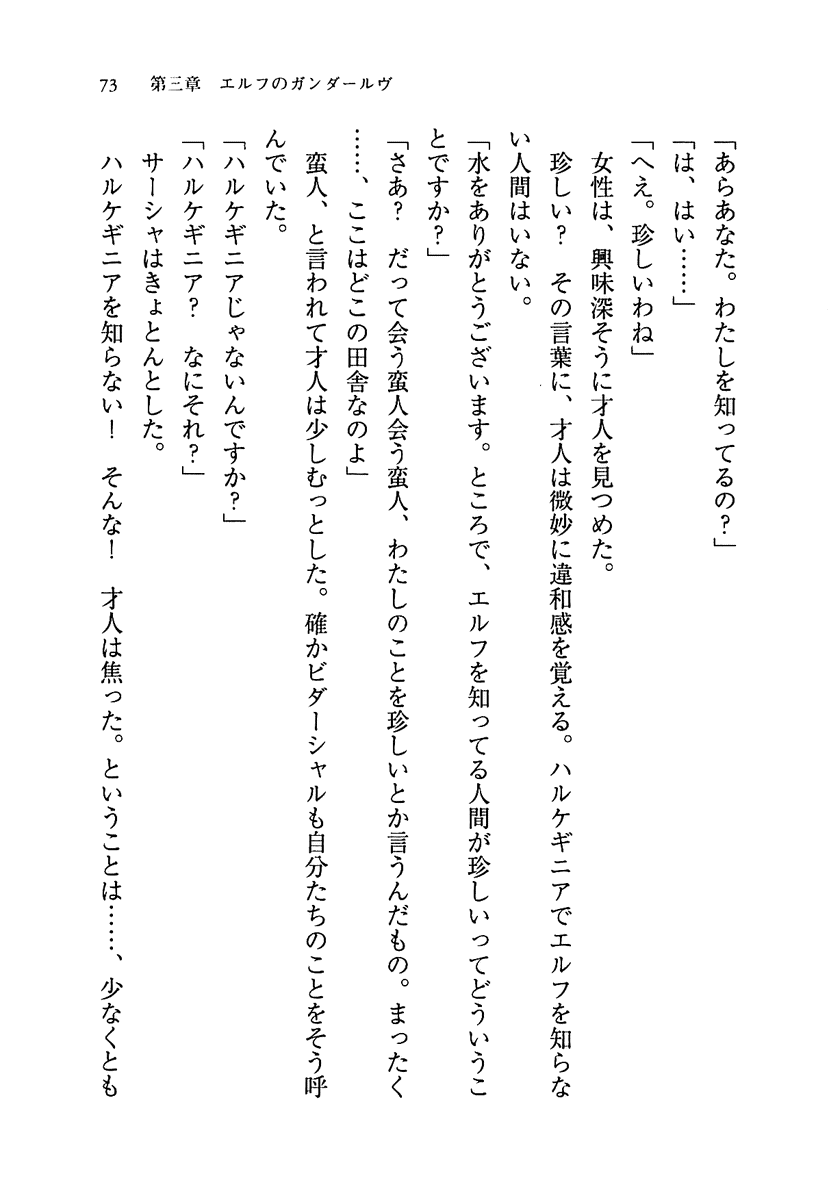 73　第三章　エルフのガンダールヴ
「あらあなた。わたしを知ってるの？」
「は、はい……」
「へえ。珍しいわね」
　女性は、興味深そうに才人を見つめた。
　珍しい？　その言葉に、才人は微妙に違和感を覚える。ハルケギニアでエルフを知らな
い人間はいない。
「水をありがとうございます。ところで、エルフを知ってる人間が珍しいってどういうこ
とですか？」
「さあ？　だって会う蛮人会う蛮人、わたしのことを珍しいとか言うんだもの。まったく
……、ここはどこの田舎なのよ」
　蛮人、と言われて才人は少しむっとした。確かビダーシャルも自分たちのことをそう呼
んでいた。
「ハルケギニアじゃないんですか？」
「ハルケギニア？　なにそれ？」
　サーシャはきょとんとした。
　ハルケギニアを知らない！　そんな！　才人は焦った。ということは……、少なくとも